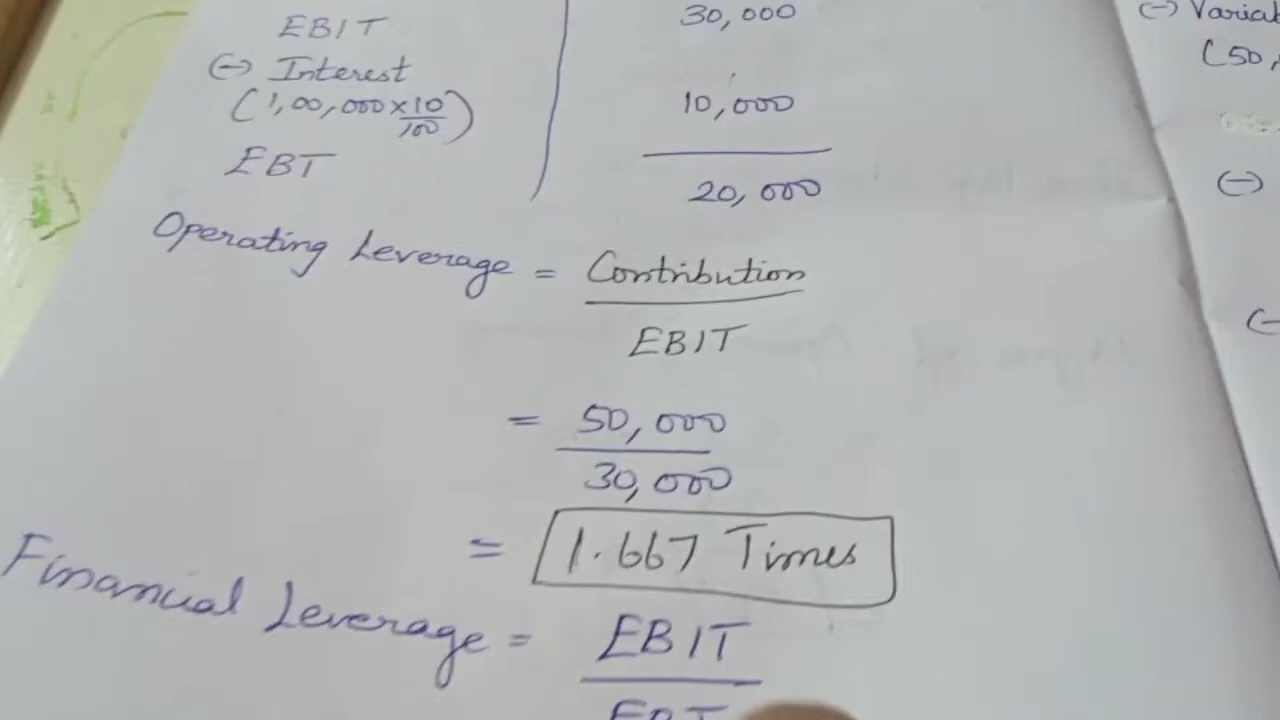 EBIT 30,000
(-) Interest
(1,00,000 × 10/100) 10,000
EBT 20,000
Operating Leverage = Contribution
EBIT
= 50,000
30,000
= 1.667 Times
Financial Leverage = EBIT
EBT
(-)
(50,
(-)